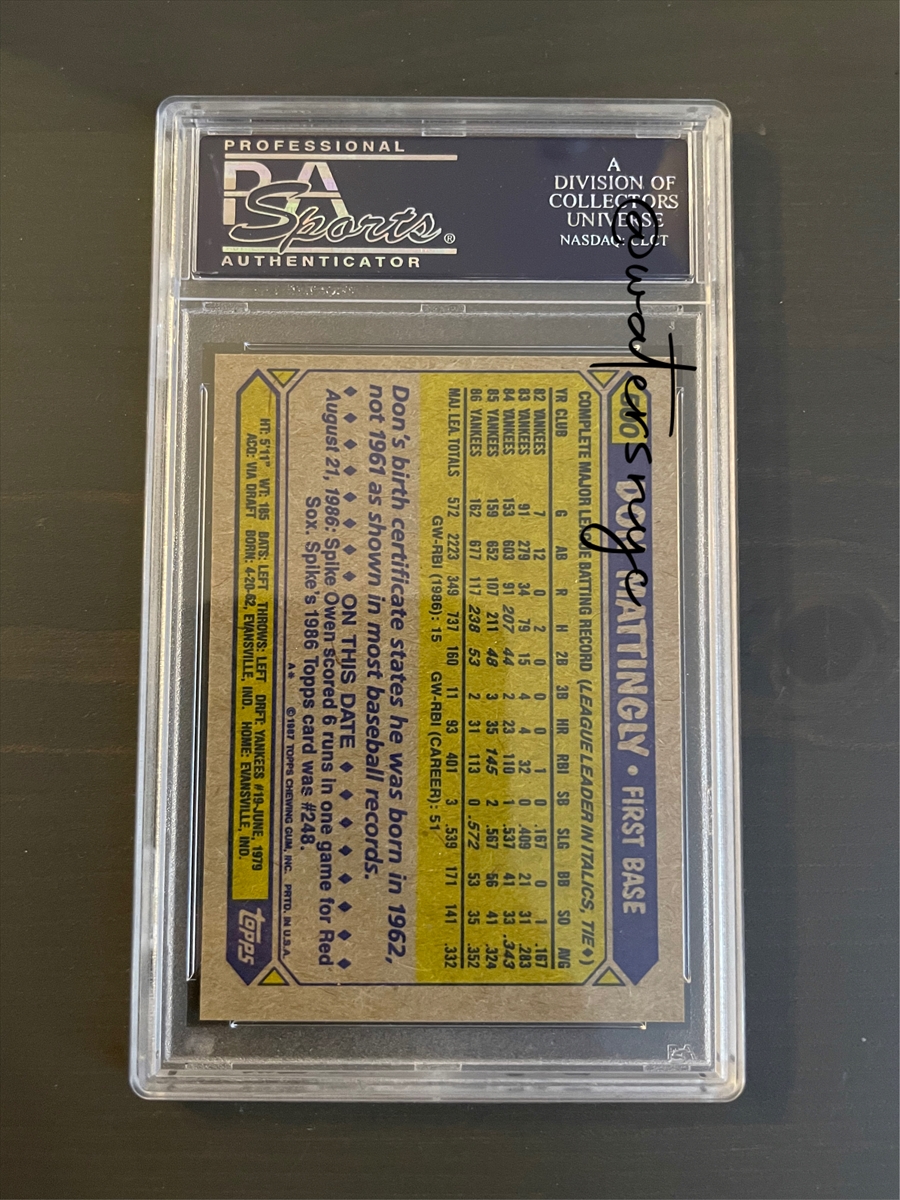 PROFESSIONAL
PSA
Sports®
AUTHENTICATOR
A
DIVISION OF
COLLECTORS
UNIVERSE
NASDAQ: CLCT
@watersnyc
500 DON MATTINGLY • FIRST BASE
COMPLETE MAJOR LEAGUE BATTING RECORD (LEAGUE LEADER IN ITALICS, TIE♦)
YR CLUB G AB R H 2B 3B HR RBI SB SLG BB SO AVG
82 YANKEES 7 12 0 2 0 0 0 1 0 .167 0 1 .167
83 YANKEES 91 279 34 79 15 4 4 32 0 .409 21 31 .283
84 YANKEES 153 603 91 207 44 2 23 110 1 .537 41 33 .343
85 YANKEES 159 652 107 211 48 3 35 145 2 .567 56 41 .324
86 YANKEES 162 677 117 238 53 2 31 113 0 .572 53 35 .352
MAJ. LEA. TOTALS 572 2223 349 737 160 11 93 401 3 .539 171 141 .332
GW-RBI (1986): 15 GW-RBI (CAREER): 51
Don's birth certificate states he was born in 1962,
not 1961 as shown in most baseball records.
♦ ♦ ♦ ♦ ♦ ♦ ON THIS DATE ♦ ♦ ♦ ♦ ♦ ♦
August 21, 1986: Spike Owen scored 6 runs in one game for Red
Sox. Spike's 1986 Topps card was #248.
A* ©1987 TOPPS CHEWING GUM, INC. PRTD. IN U.S.A.
HT: 5'11" WT: 185 BATS: LEFT THROWS: LEFT DRFT: YANKEES #19-JUNE, 1979
ACQ: VIA DRAFT BORN: 4-20-62, EVANSVILLE, IND. HOME: EVANSVILLE, IND.
topps